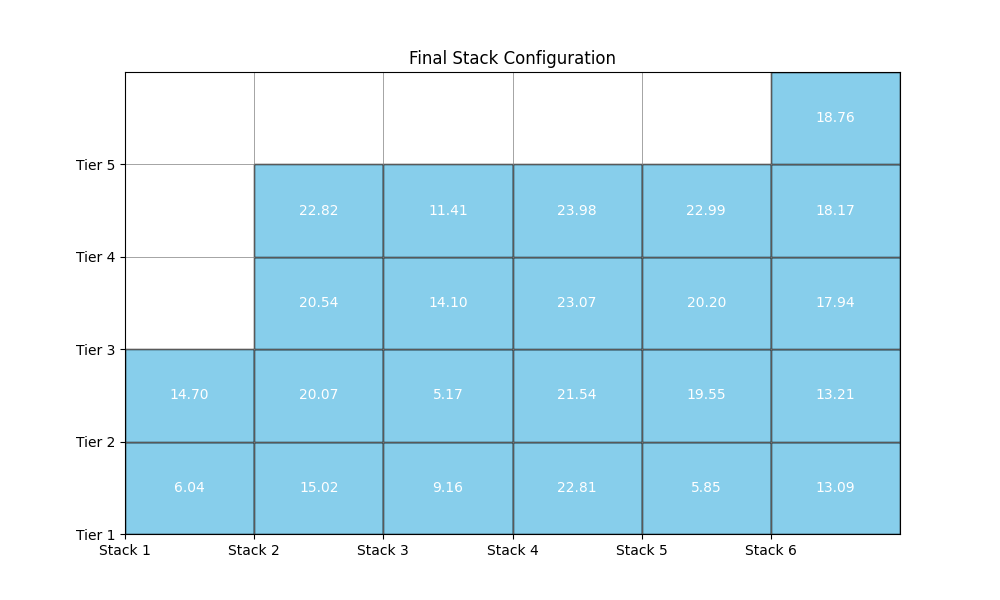 Final Stack Configuration
18.76
Tier 5
22.82 11.41 23.98 22.99 18.17
Tier 4
20.54 14.10 23.07 20.20 17.94
Tier 3
14.70 20.07 5.17 21.54 19.55 13.21
Tier 2
6.04 15.02 9.16 22.81 5.85 13.09
Tier 1
Stack 1 Stack 2 Stack 3 Stack 4 Stack 5 Stack 6